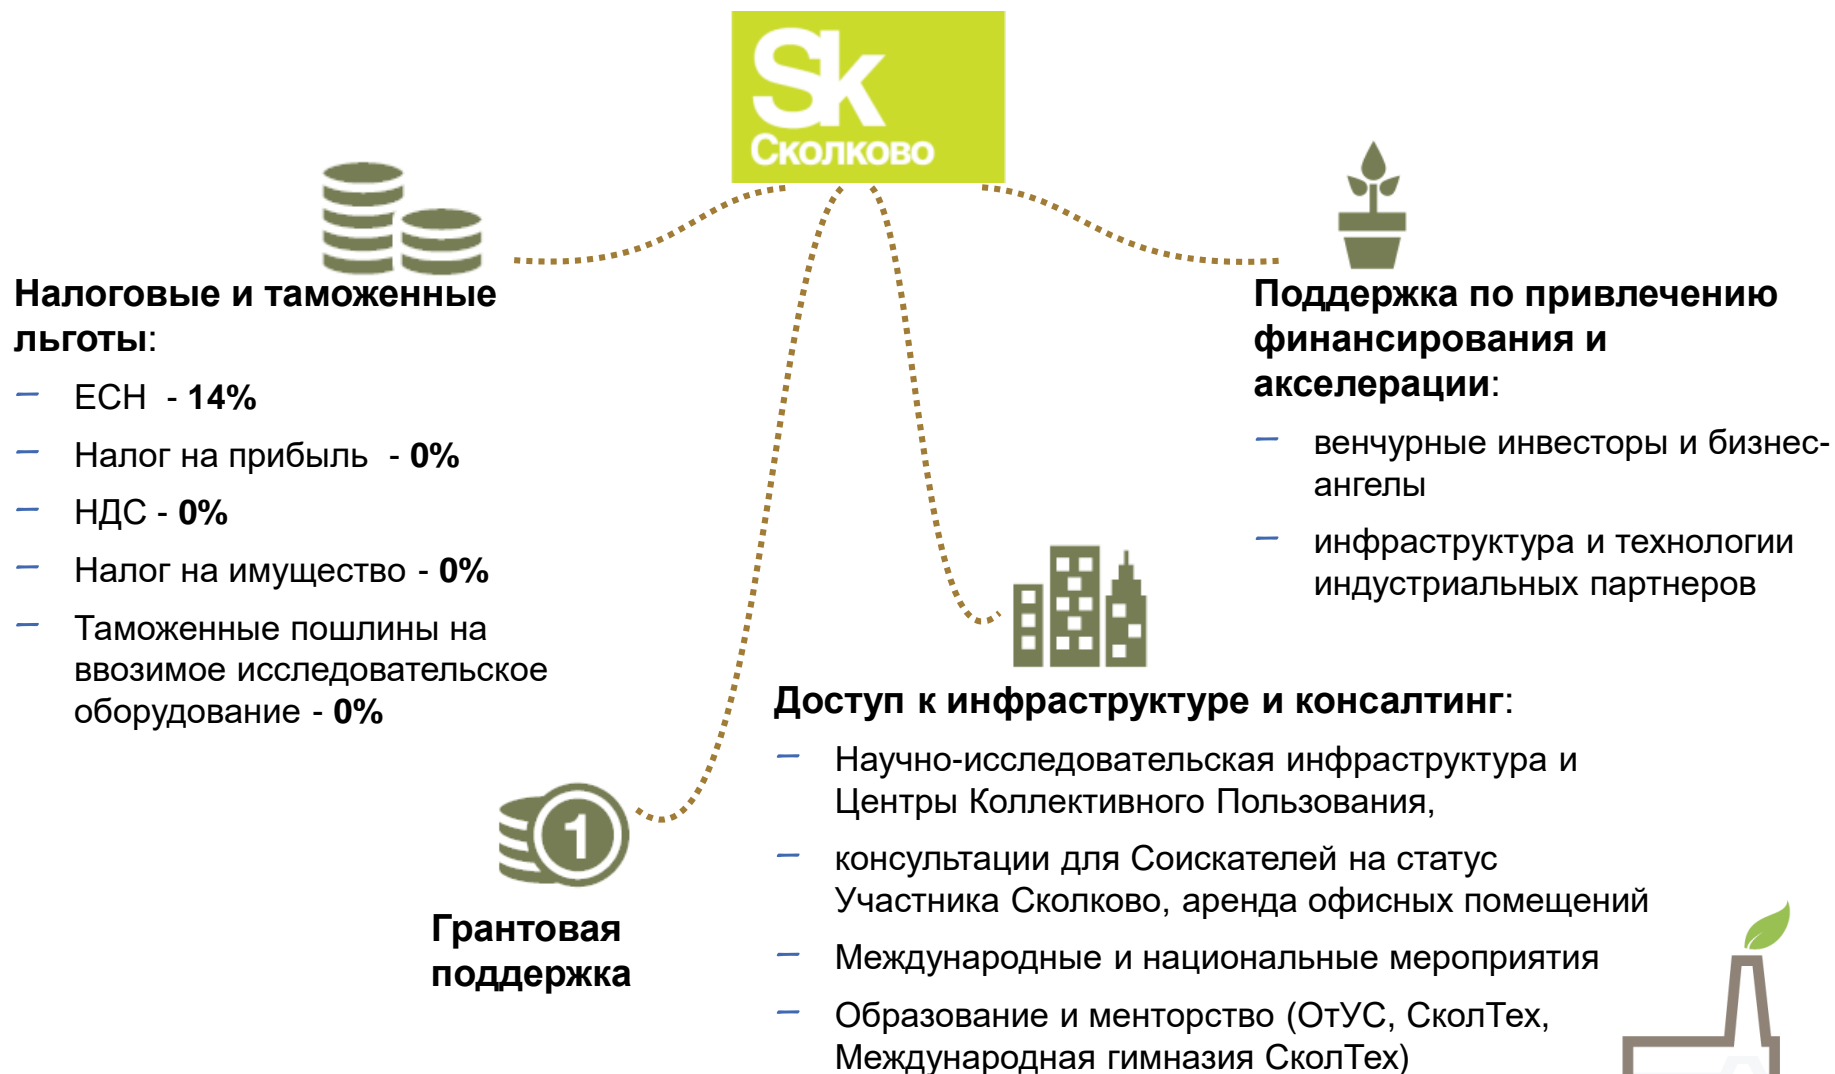 Sk
Сколково
Налоговые и таможенные
льготы:
— ЕСН - 14%
— Налог на прибыль - 0%
— НДС - 0%
— Налог на имущество - 0%
— Таможенные пошлины на
ввозимое исследовательское
оборудование - 0%
1
Грантовая
поддержка
Доступ к инфраструктуре и консалтинг:
— Научно-исследовательская инфраструктура и
Центры Коллективного Пользования,
— консультации для Соискателей на статус
Участника Сколково, аренда офисных помещений
— Международные и национальные мероприятия
— Образование и менторство (ОтУС, СколТех,
Международная гимназия СколТех)
Поддержка по привлечению
финансирования и
акселерации:
— венчурные инвесторы и бизнес-
ангелы
— инфраструктура и технологии
индустриальных партнеров